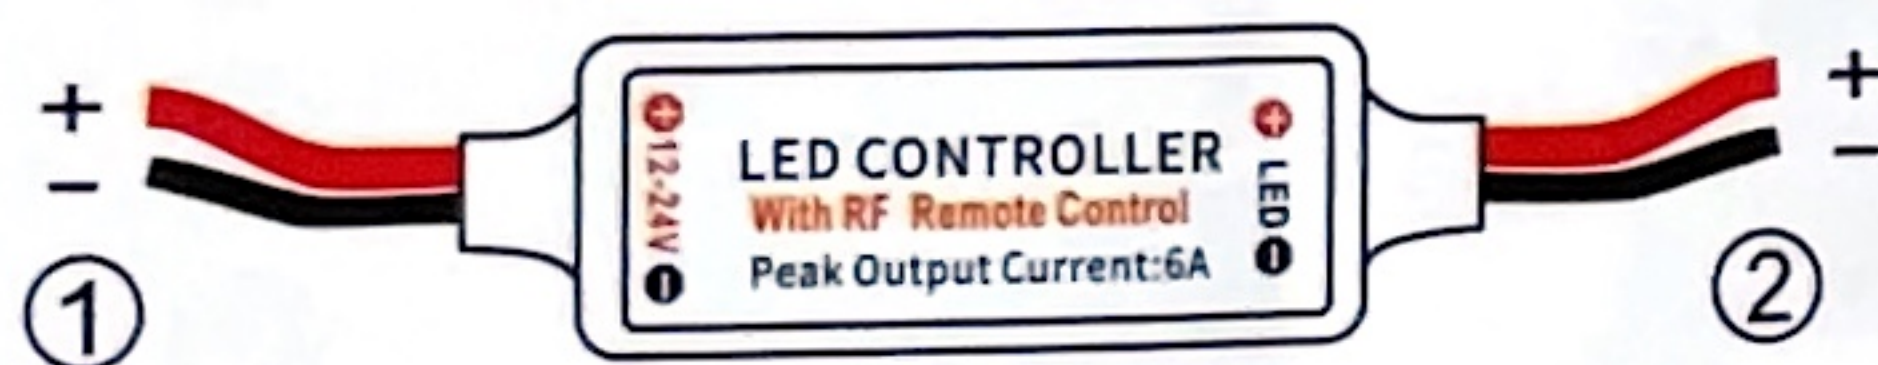 +
−
①
⊕ 12-24V ⊖
LED CONTROLLER
With RF Remote Control
Peak Output Current:6A
⊕ LED ⊖
+
−
②